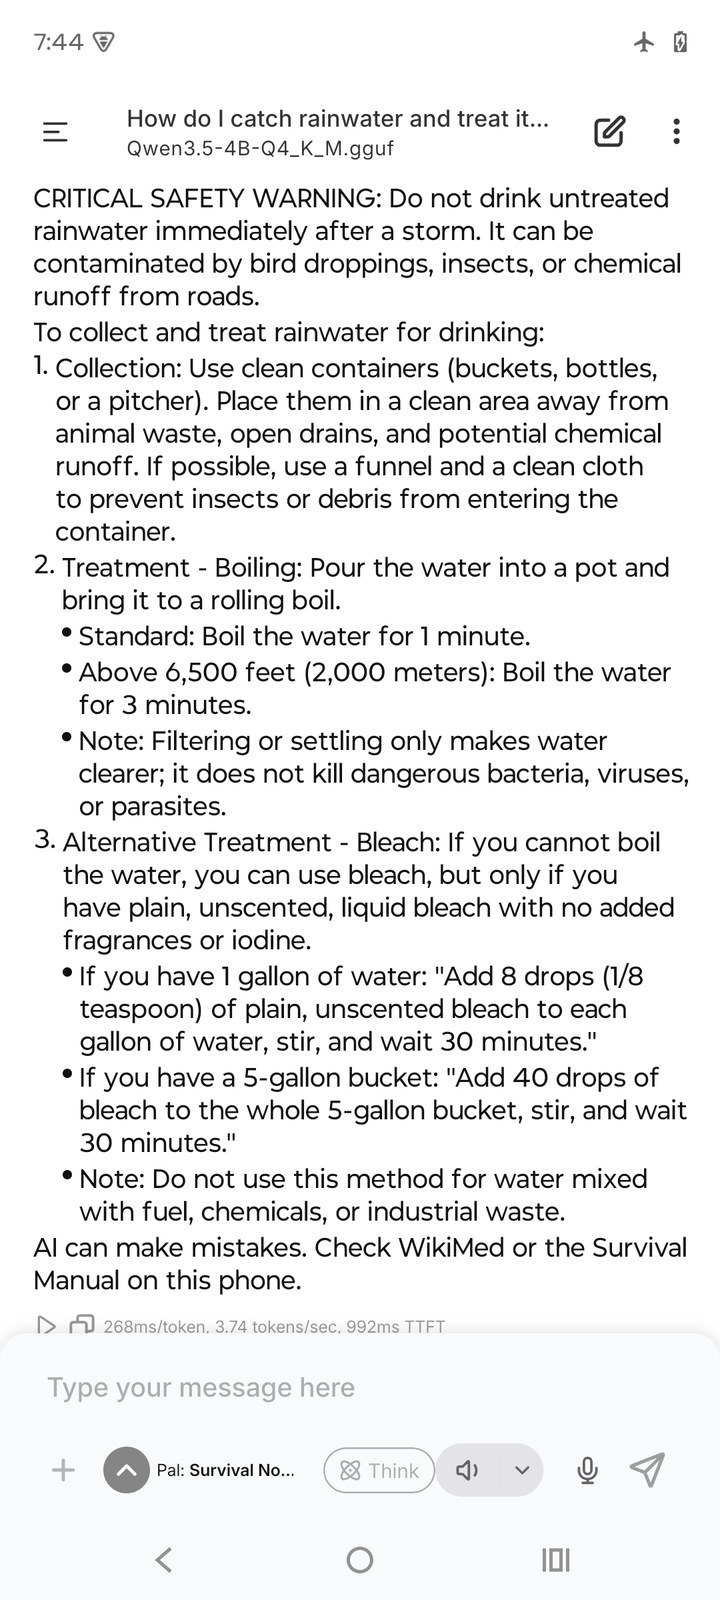 7:44
How do I catch rainwater and treat it...
Qwen3.5-4B-Q4_K_M.gguf
CRITICAL SAFETY WARNING: Do not drink untreated
rainwater immediately after a storm. It can be
contaminated by bird droppings, insects, or chemical
runoff from roads.
To collect and treat rainwater for drinking:
1. Collection: Use clean containers (buckets, bottles,
or a pitcher). Place them in a clean area away from
animal waste, open drains, and potential chemical
runoff. If possible, use a funnel and a clean cloth
to prevent insects or debris from entering the
container.
2. Treatment - Boiling: Pour the water into a pot and
bring it to a rolling boil.
• Standard: Boil the water for 1 minute.
• Above 6,500 feet (2,000 meters): Boil the water
for 3 minutes.
• Note: Filtering or settling only makes water
clearer; it does not kill dangerous bacteria, viruses,
or parasites.
3. Alternative Treatment - Bleach: If you cannot boil
the water, you can use bleach, but only if you
have plain, unscented, liquid bleach with no added
fragrances or iodine.
• If you have 1 gallon of water: "Add 8 drops (1/8
teaspoon) of plain, unscented bleach to each
gallon of water, stir, and wait 30 minutes."
• If you have a 5-gallon bucket: "Add 40 drops of
bleach to the whole 5-gallon bucket, stir, and wait
30 minutes."
• Note: Do not use this method for water mixed
with fuel, chemicals, or industrial waste.
AI can make mistakes. Check WikiMed or the Survival
Manual on this phone.
268ms/token, 3.74 tokens/sec, 992ms TTFT
Type your message here
Pal: Survival No...
Think